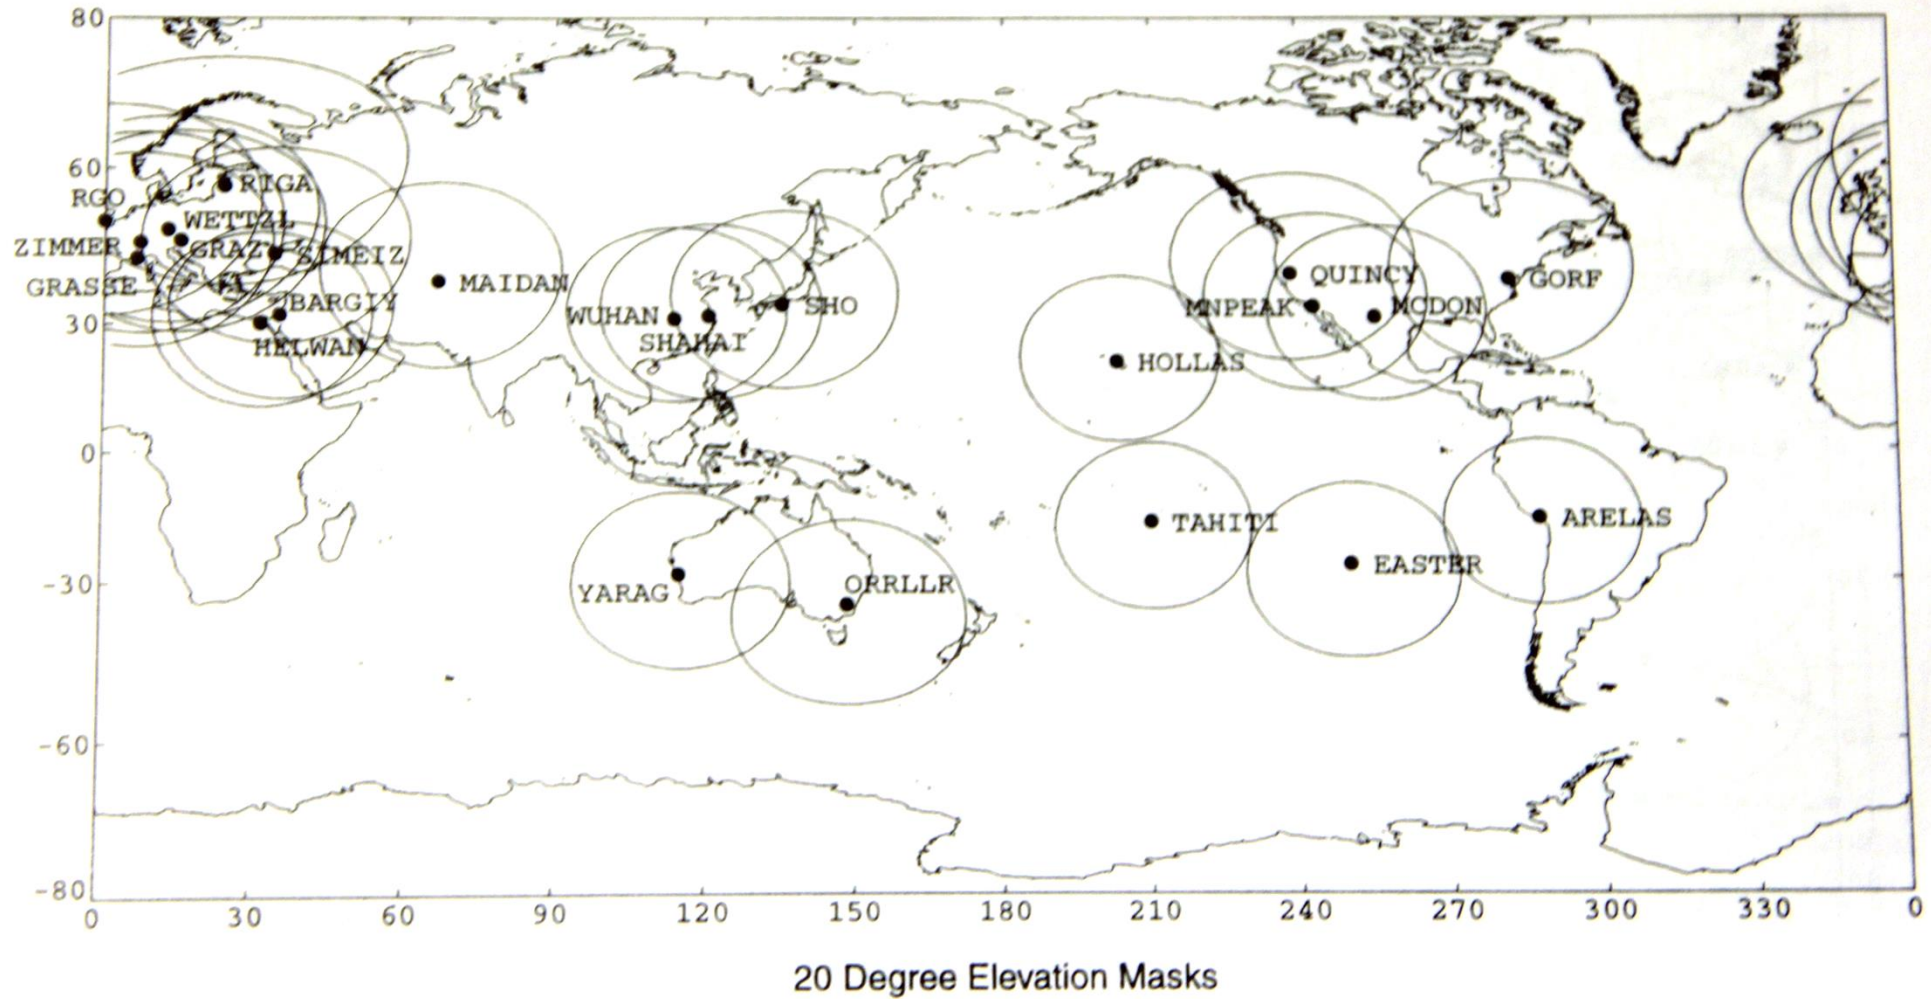 80
60
RGO
RIGA
WETTZL
ZIMMER
GRAZ
SIMEIZ
GRASSE
MAIDAN
QUINCY
GORF
BARGIY
WUHAN
SHO
MNPEAK
MCDON
30
HELWAN
SHAHAI
HOLLAS
0
TAHITI
ARELAS
EASTER
-30
YARAG
ORRLLR
-60
-80
0 30 60 90 120 150 180 210 240 270 300 330 0
20 Degree Elevation Masks